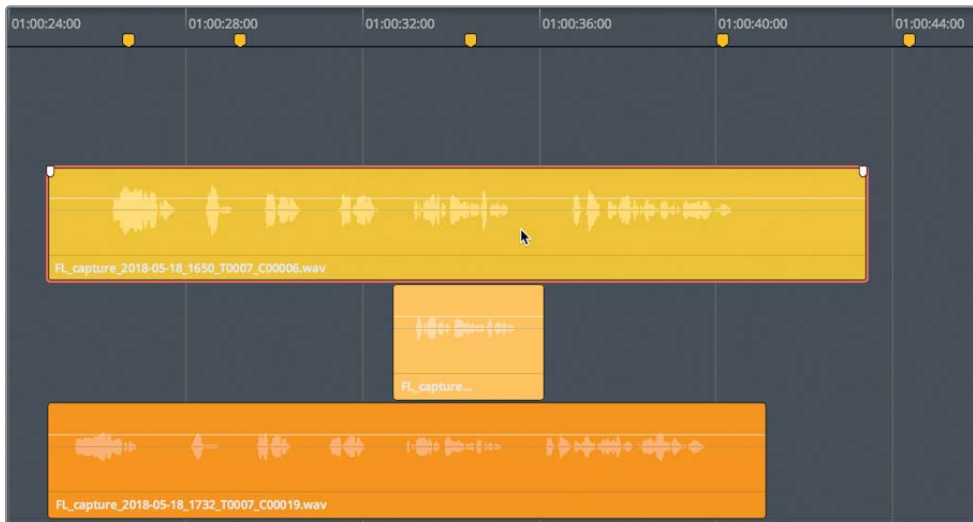 01:00:24:00 01:00:28:00 01:00:32:00 01:00:36:00 01:00:40:00 01:00:44:00
FL_capture_2018-05-18_1650_T0007_C00006.wav
FL_capture...
FL_capture_2018-05-18_1732_T0007_C00019.wav